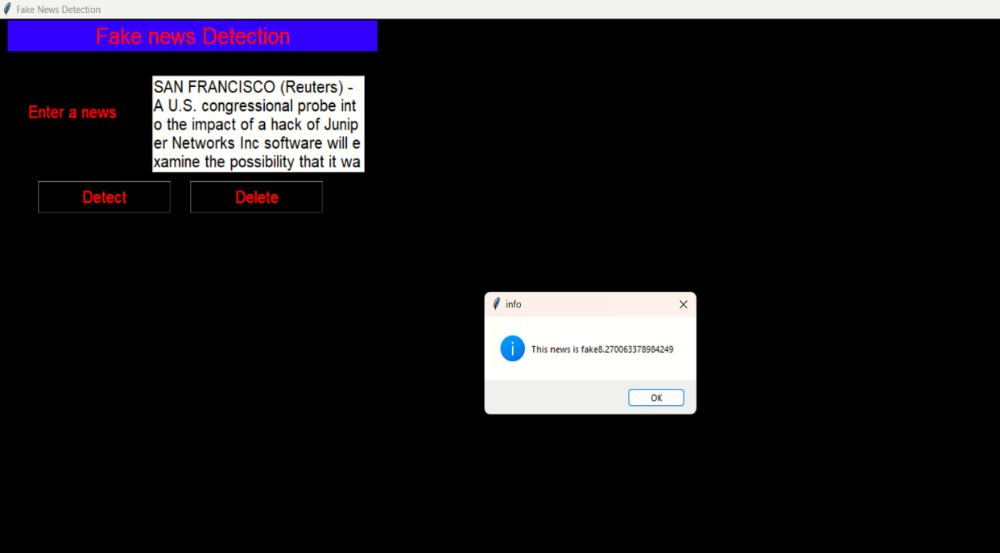 Fake News Detection
Fake news Detection
Enter a news
SAN FRANCISCO (Reuters) -
A U.S. congressional probe int
o the impact of a hack of Junip
er Networks Inc software will e
xamine the possibility that it wa
Detect
Delete
info
This news is fake8.270063378984249
OK